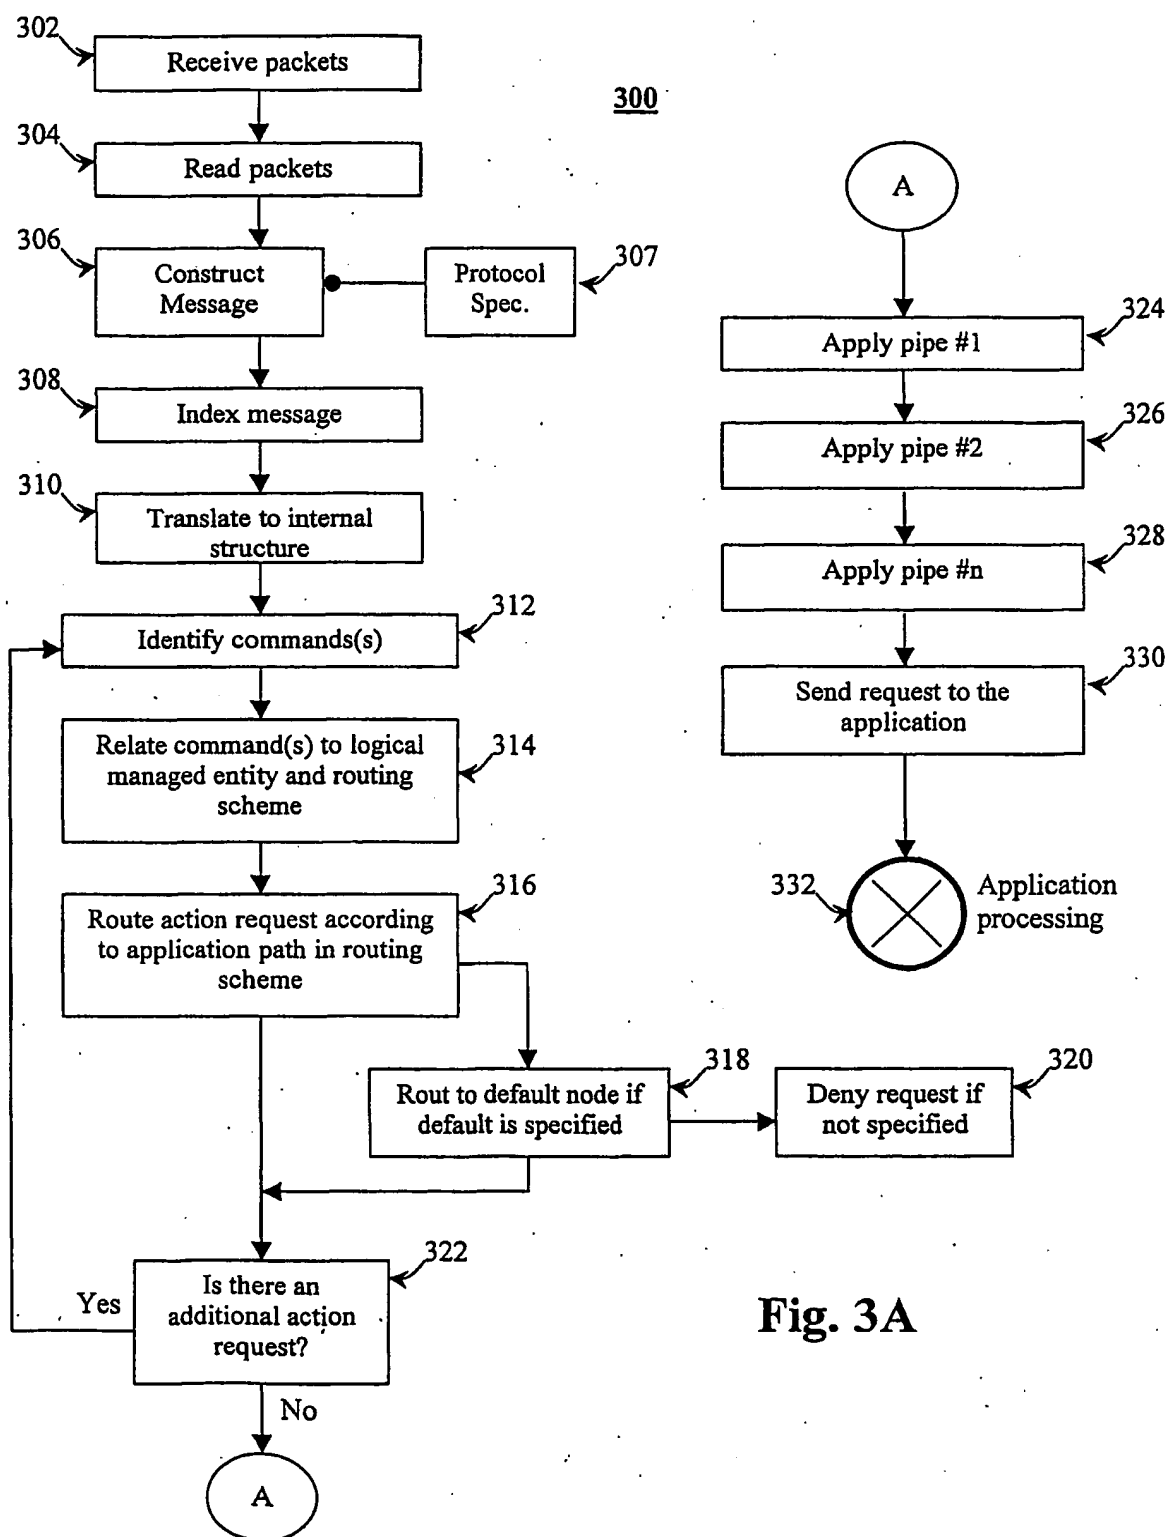 302
Receive packets
300
304
Read packets
A
306
Construct
Message
Protocol
Spec.
307
324
Apply pipe #1
308
Index message
326
Apply pipe #2
310
Translate to internal
structure
328
Apply pipe #n
312
Identify commands(s)
330
Send request to the
application
Relate command(s) to logical
managed entity and routing
scheme
314
316
Route action request according
to application path in routing
scheme
332
Application
processing
318
Rout to default node if
default is specified
320
Deny request if
not specified
322
Is there an
additional action
request?
Yes
No
A
Fig. 3A